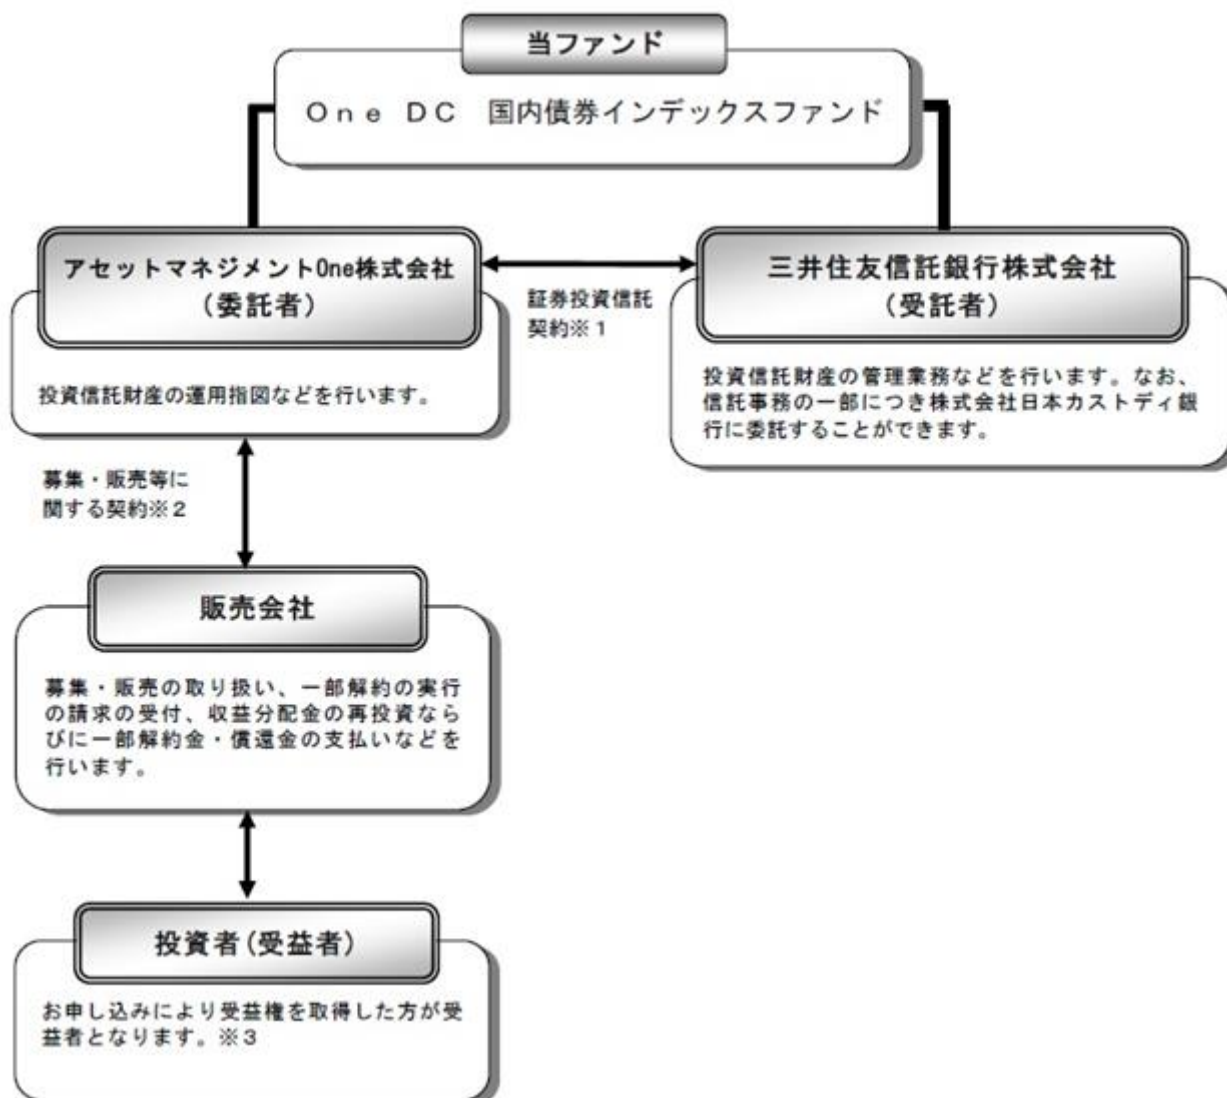 当ファンド
One DC 国内債券インデックスファンド
アセットマネジメントOne株式会社
(委託者)
投資信託財産の運用指図などを行います。
証券投資信託
契約※1
三井住友信託銀行株式会社
(受託者)
投資信託財産の管理業務などを行います。なお、
信託事務の一部につき株式会社日本カストディ銀
行に委託することができます。
募集・販売等に
関する契約※2
販売会社
募集・販売の取り扱い、一部解約の実行
の請求の受付、収益分配金の再投資なら
びに一部解約金・償還金の支払いなどを
行います。
投資者(受益者)
お申し込みにより受益権を取得した方が受
益者となります。※3